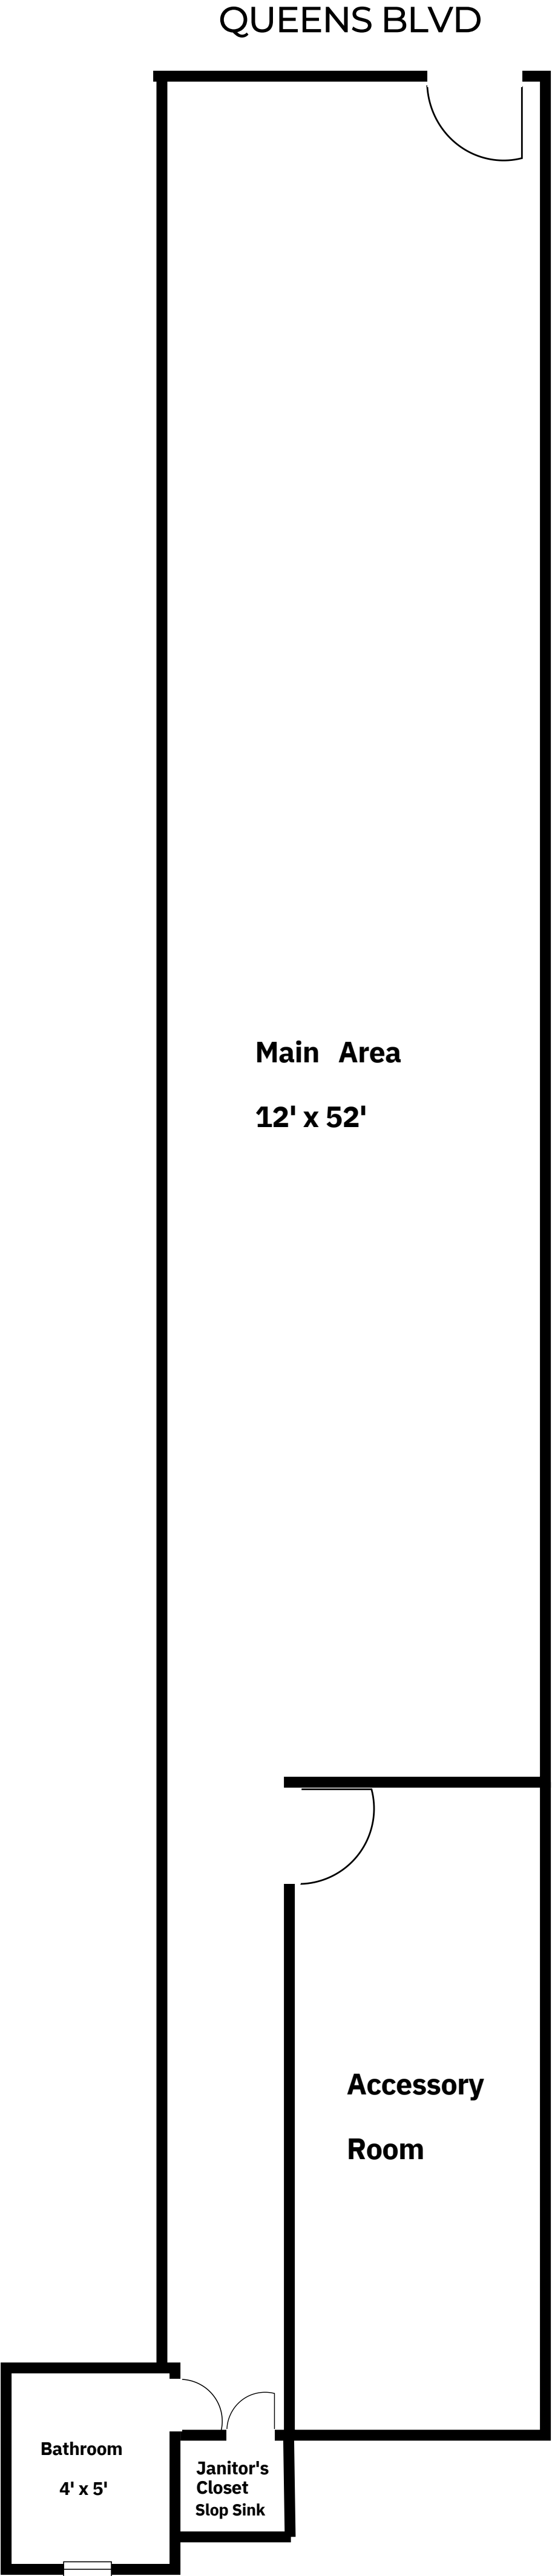 QUEENS BLVD
Main Area
12' x 52'
Accessory
Room
Bathroom
4' x 5'
Janitor's
Closet
Slop Sink